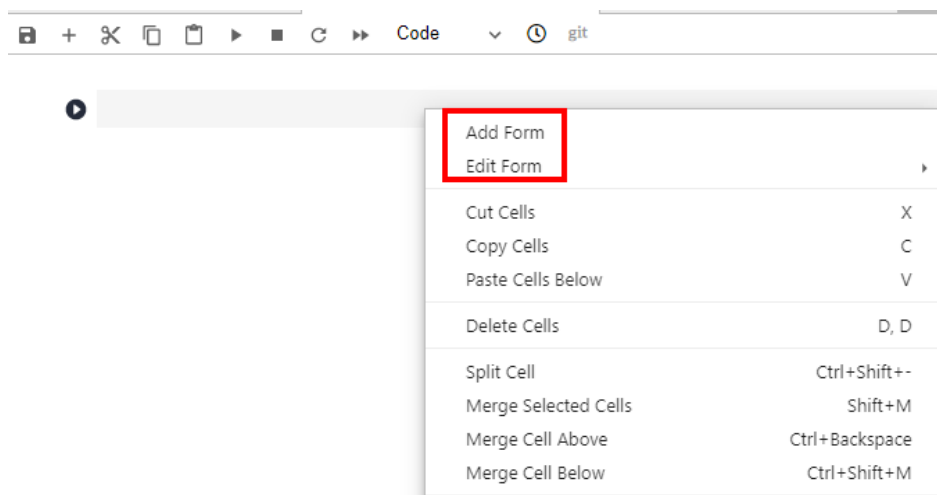 Code git
Add Form
Edit Form
Cut Cells X
Copy Cells C
Paste Cells Below V
Delete Cells D, D
Split Cell Ctrl+Shift+-
Merge Selected Cells Shift+M
Merge Cell Above Ctrl+Backspace
Merge Cell Below Ctrl+Shift+M